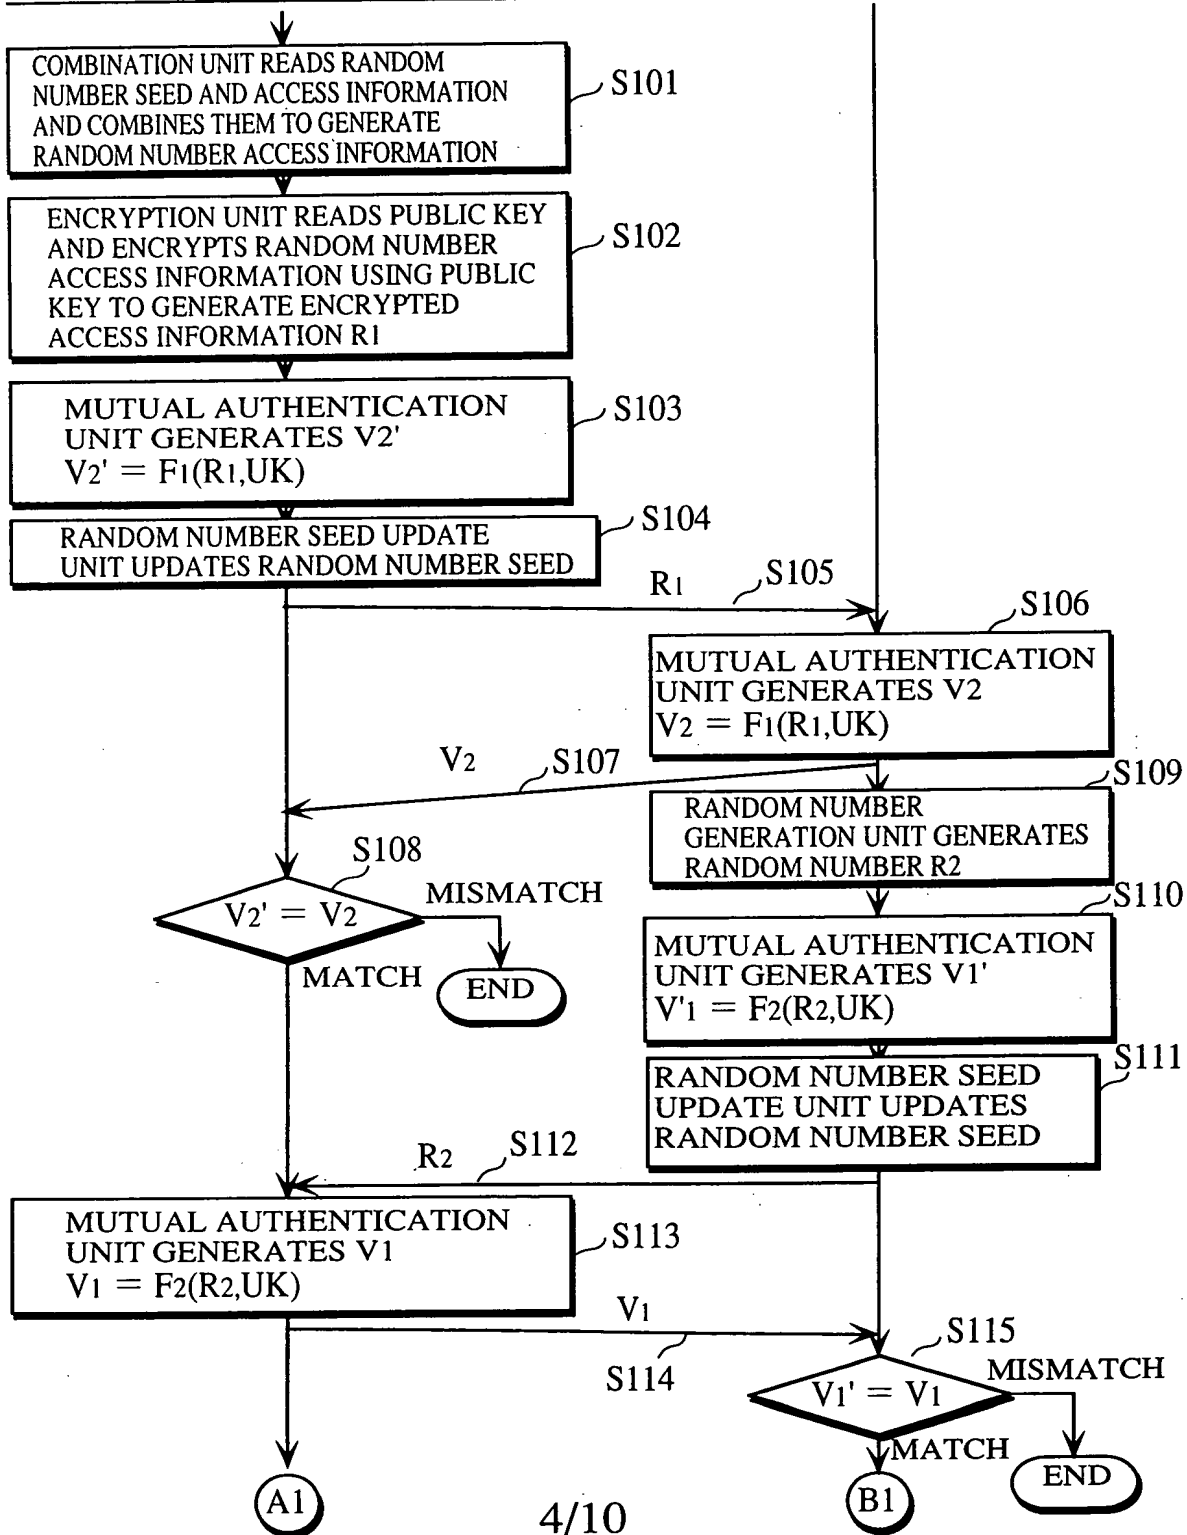 COMBINATION UNIT READS RANDOM
NUMBER SEED AND ACCESS INFORMATION
AND COMBINES THEM TO GENERATE
RANDOM NUMBER ACCESS INFORMATION
S101
ENCRYPTION UNIT READS PUBLIC KEY
AND ENCRYPTS RANDOM NUMBER
ACCESS INFORMATION USING PUBLIC
KEY TO GENERATE ENCRYPTED
ACCESS INFORMATION R1
S102
MUTUAL AUTHENTICATION
UNIT GENERATES V2'
V2' = F1(R1,UK)
S103
RANDOM NUMBER SEED UPDATE
UNIT UPDATES RANDOM NUMBER SEED
S104
R1
S105
S106
MUTUAL AUTHENTICATION
UNIT GENERATES V2
V2 = F1(R1,UK)
V2
S107
S109
RANDOM NUMBER
GENERATION UNIT GENERATES
RANDOM NUMBER R2
S108
V2' = V2
MISMATCH
MATCH
END
S110
MUTUAL AUTHENTICATION
UNIT GENERATES V1'
V'1 = F2(R2,UK)
S111
RANDOM NUMBER SEED
UPDATE UNIT UPDATES
RANDOM NUMBER SEED
R2
S112
MUTUAL AUTHENTICATION
UNIT GENERATES V1
V1 = F2(R2,UK)
S113
V1
S114
S115
V1' = V1
MISMATCH
MATCH
END
A1
B1
4/10